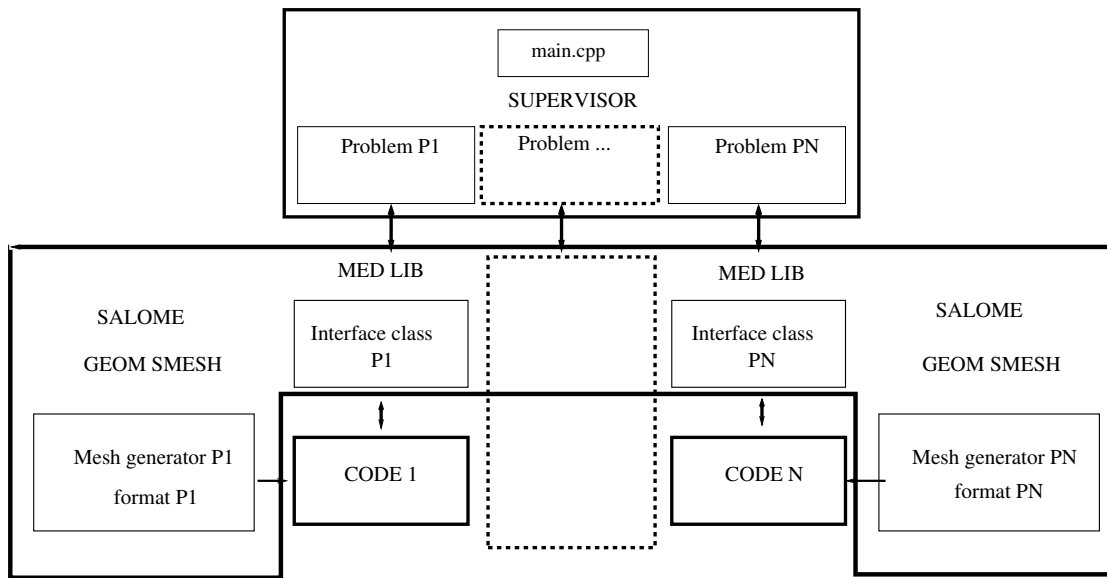 main.cpp
SUPERVISOR
Problem P1
Problem ...
Problem PN
MED LIB
MED LIB
SALOME
GEOM SMESH
Interface class
P1
Interface class
PN
SALOME
GEOM SMESH
Mesh generator P1
format P1
CODE 1
CODE N
Mesh generator PN
format PN